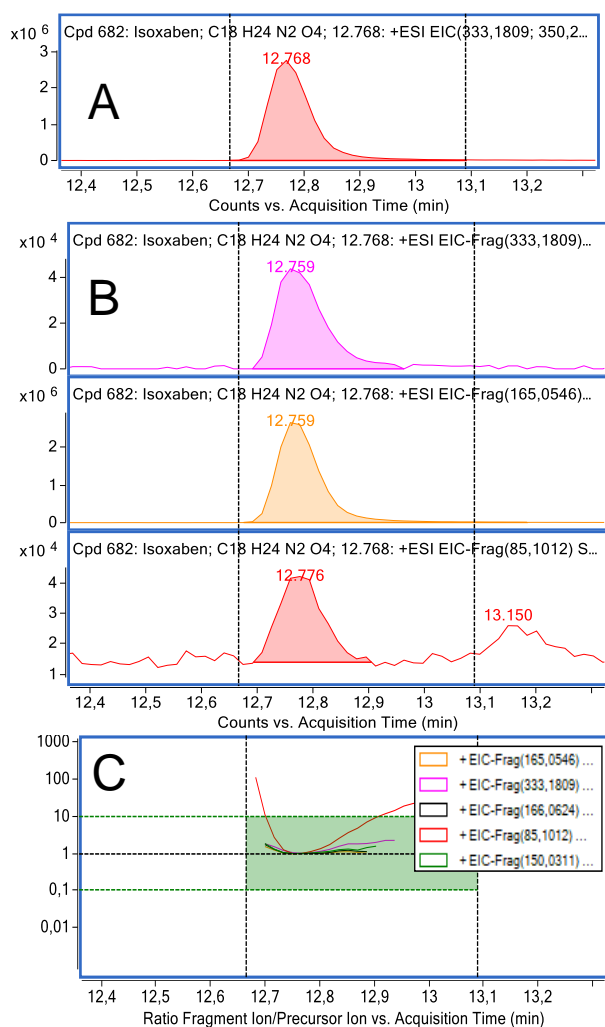 x10 6
Cpd 682: Isoxaben; C18 H24 N2 O4; 12.768: +ESI EIC(333,1809; 350,2...
12.768
3
A
2
1
0
12,4 12,5 12,6 12,7 12,8 12,9 13 13,1 13,2
Counts vs. Acquisition Time (min)
x10 4
Cpd 682: Isoxaben; C18 H24 N2 O4; 12.768: +ESI EIC-Frag(333,1809)...
12.759
4
B
2
0
x10 6
Cpd 682: Isoxaben; C18 H24 N2 O4; 12.768: +ESI EIC-Frag(165,0546)...
12.759
2
1
0
x10 4
Cpd 682: Isoxaben; C18 H24 N2 O4; 12.768: +ESI EIC-Frag(85,1012) S...
12.776
4
13.150
3
2
1
12,4 12,5 12,6 12,7 12,8 12,9 13 13,1 13,2
Counts vs. Acquisition Time (min)
1000
C
100
10
1
0,1
0,01
+EIC-Frag(165,0546) ...
+EIC-Frag(333,1809) ...
+EIC-Frag(166,0624) ...
+EIC-Frag(85,1012) ...
+EIC-Frag(150,0311) ...
12,4 12,5 12,6 12,7 12,8 12,9 13 13,1 13,2
Ratio Fragment Ion/Precursor Ion vs. Acquisition Time (min)